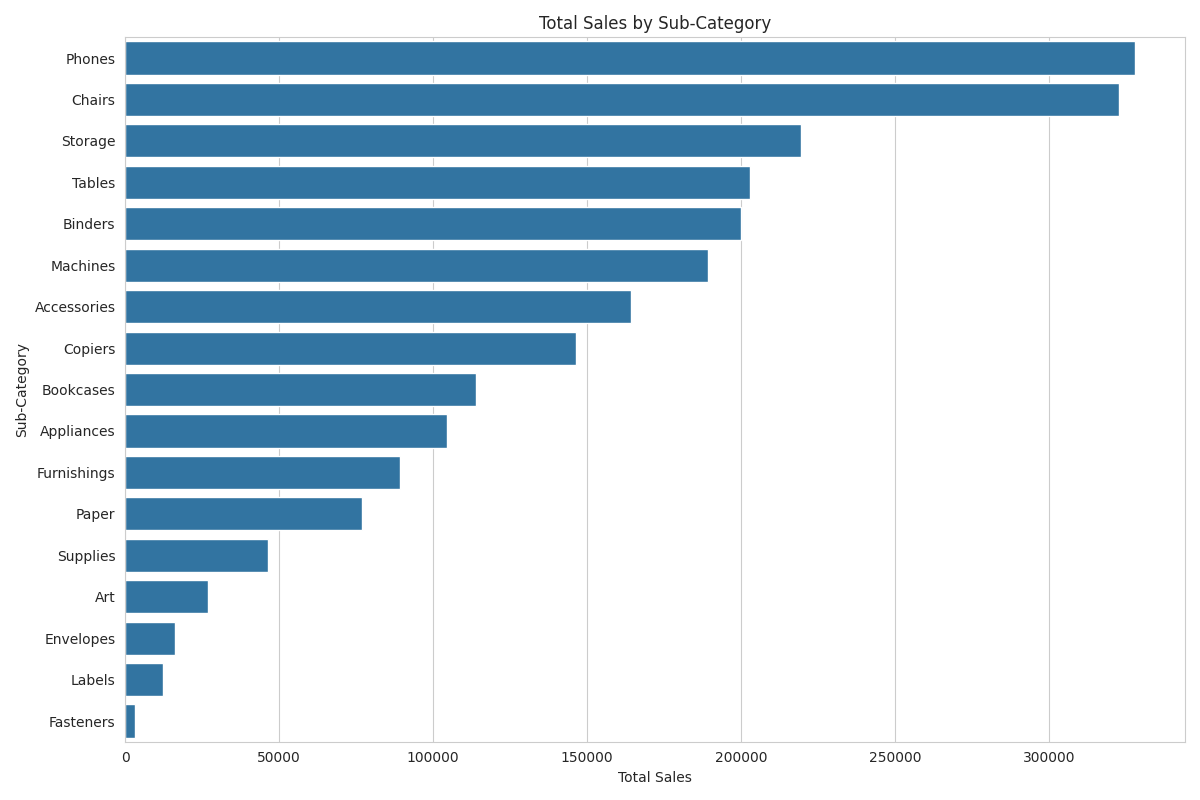 Total Sales by Sub-Category
Sub-Category
Phones
Chairs
Storage
Tables
Binders
Machines
Accessories
Copiers
Bookcases
Appliances
Furnishings
Paper
Supplies
Art
Envelopes
Labels
Fasteners
0 50000 100000 150000 200000 250000 300000
Total Sales